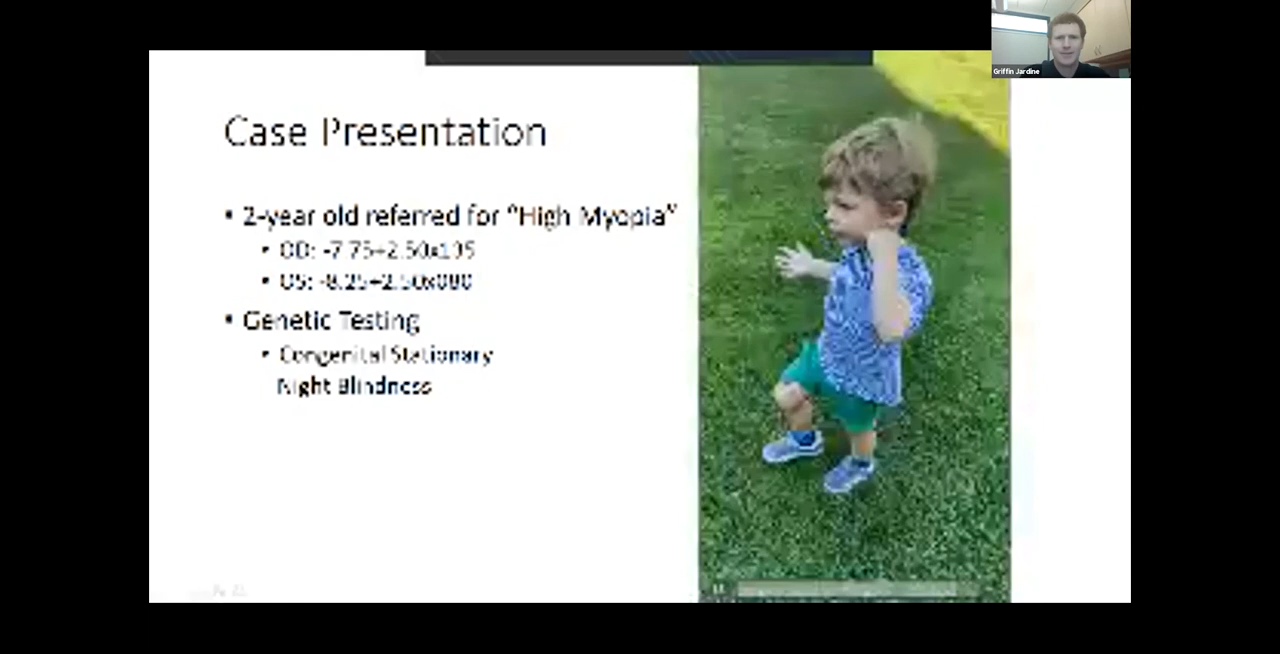 Griffin Jardine
Case Presentation
• 2-year old referred for “High Myopia”
• OD: -7.75+2.50x105
• OS: -8.25+2.50x080
• Genetic Testing
• Congenital Stationary
Night Blindness